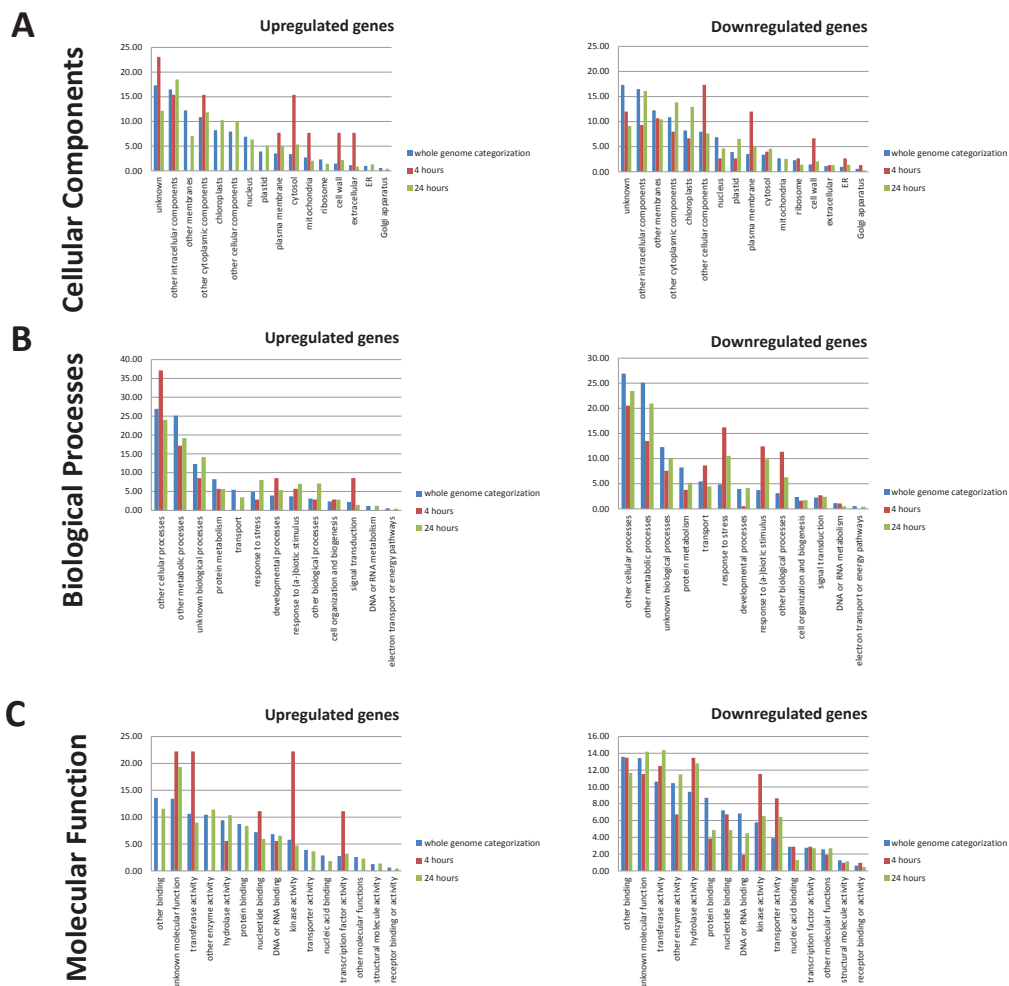 A
Cellular Components
Upregulated genes
25.00
20.00
15.00
10.00
5.00
0.00
unknown
other intracellular components
other membranes
other cytoplasmic components
chloroplasts
other cellular components
nucleus
plastid
plasma membrane
cytosol
mitochondria
ribosome
cell wall
extracellular
ER
Golgi apparatus
whole genome categorization
4 hours
24 hours
Downregulated genes
25.00
20.00
15.00
10.00
5.00
0.00
unknown
other intracellular components
other membranes
other cytoplasmic components
chloroplasts
other cellular components
nucleus
plastid
plasma membrane
cytosol
mitochondria
ribosome
cell wall
extracellular
ER
Golgi apparatus
whole genome categorization
4 hours
24 hours
B
Biological Processes
Upregulated genes
40.00
35.00
30.00
25.00
20.00
15.00
10.00
5.00
0.00
other cellular processes
other metabolic processes
unknown biological processes
protein metabolism
transport
response to stress
developmental processes
response to (a-)biotic stimulus
other biological processes
cell organization and biogenesis
signal transduction
DNA or RNA metabolism
electron transport or energy pathways
whole genome categorization
4 hours
24 hours
Downregulated genes
30.00
25.00
20.00
15.00
10.00
5.00
0.00
other cellular processes
other metabolic processes
unknown biological processes
protein metabolism
transport
response to stress
developmental processes
response to (a-)biotic stimulus
other biological processes
cell organization and biogenesis
signal transduction
DNA or RNA metabolism
electron transport or energy pathways
whole genome categorization
4 hours
24 hours
C
Molecular Function
Upregulated genes
25.00
20.00
15.00
10.00
5.00
0.00
other binding
unknown molecular function
transferase activity
other enzyme activity
hydrolase activity
protein binding
nucleotide binding
DNA or RNA binding
kinase activity
transporter activity
nucleic acid binding
transcription factor activity
other molecular functions
structural molecule activity
receptor binding or activity
whole genome categorization
4 hours
24 hours
Downregulated genes
16.00
14.00
12.00
10.00
8.00
6.00
4.00
2.00
0.00
other binding
unknown molecular function
transferase activity
other enzyme activity
hydrolase activity
protein binding
nucleotide binding
DNA or RNA binding
kinase activity
transporter activity
nucleic acid binding
transcription factor activity
other molecular functions
structural molecule activity
receptor binding or activity
whole genome categorization
4 hours
24 hours